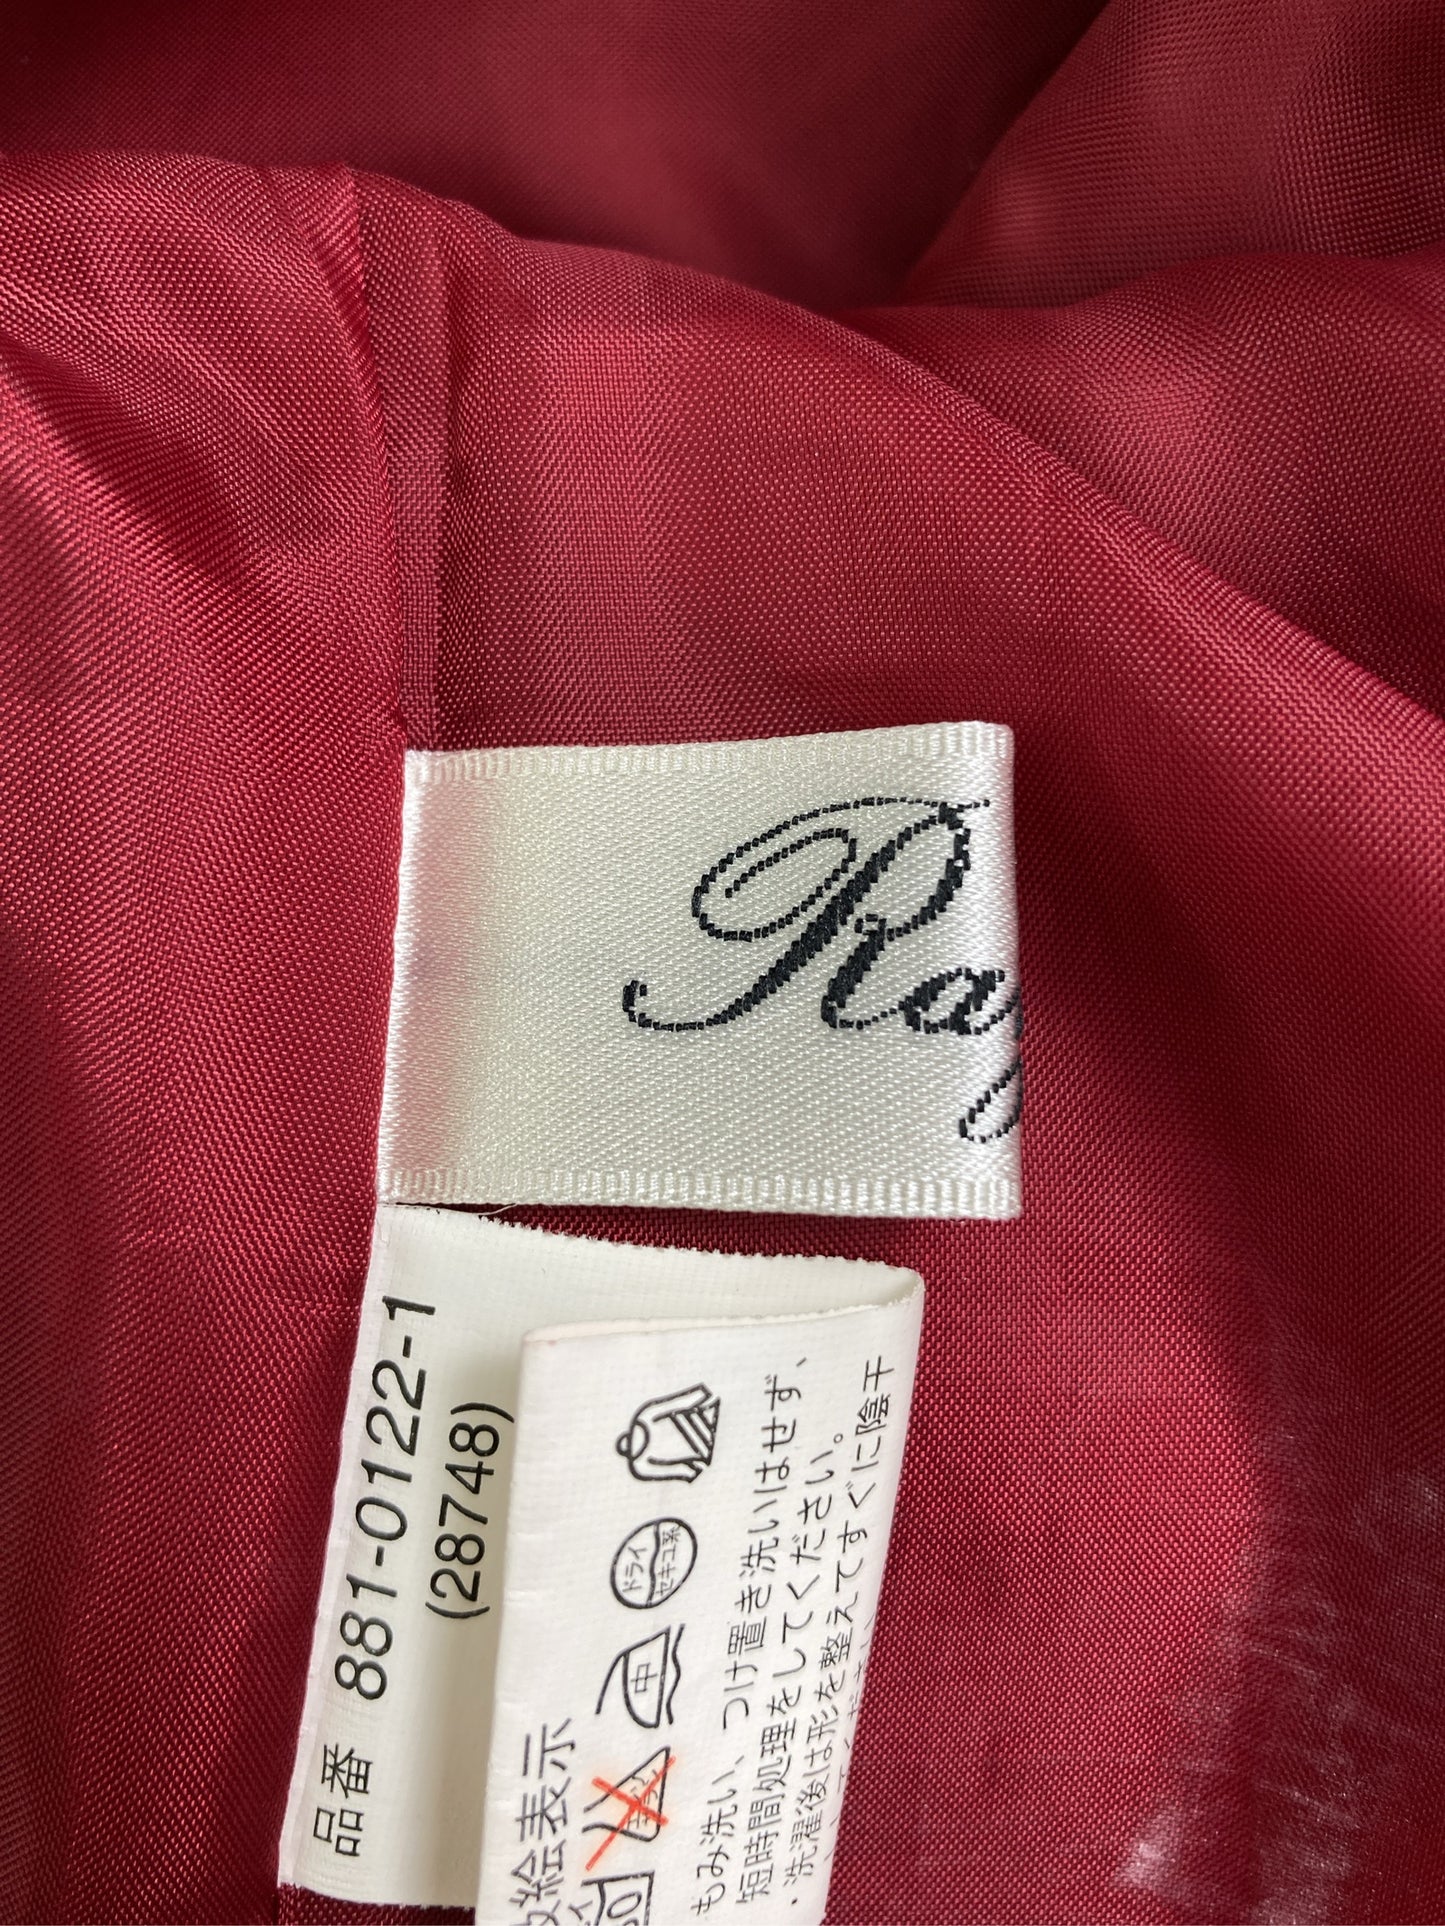 Ray
品番 881-0122-1
(28748)
絵表示
中
ドライ
セキユ系
もみ洗い、つけ置き洗いはせず、
短時間処理をしてください。
・洗濯後は形を整えてすぐに陰干